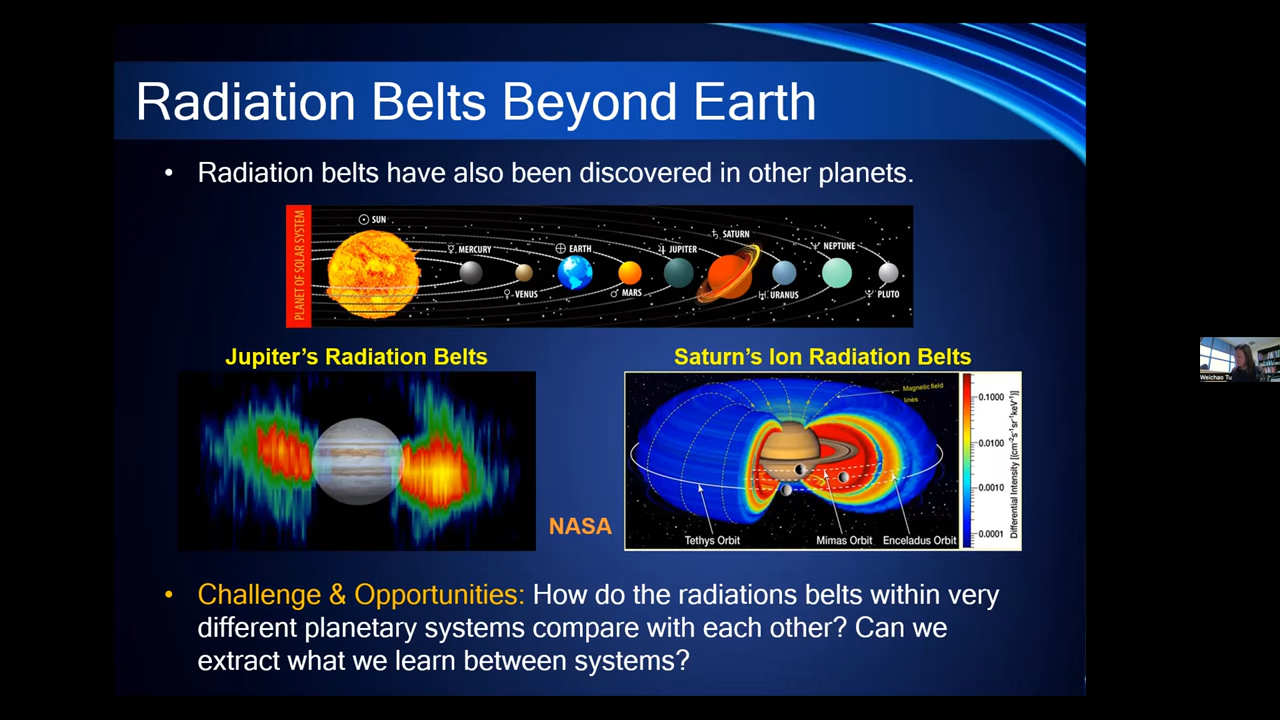 Radiation Belts Beyond Earth
• Radiation belts have also been discovered in other planets.
PLANET OF SOLAR SYSTEM
☉ SUN
☿ MERCURY
♀ VENUS
⊕ EARTH
♂ MARS
♃ JUPITER
♄ SATURN
♅ URANUS
♆ NEPTUNE
PLUTO
Jupiter's Radiation Belts
Saturn's Ion Radiation Belts
Magnetic field
lines
Tethys Orbit
Mimas Orbit
Enceladus Orbit
0.1000
0.0100
0.0010
0.0001
Differential Intensity [(cm⁻²s⁻¹sr⁻¹keV⁻¹)]
NASA
• Challenge & Opportunities: How do the radiations belts within very
different planetary systems compare with each other? Can we
extract what we learn between systems?
Weichao Tu